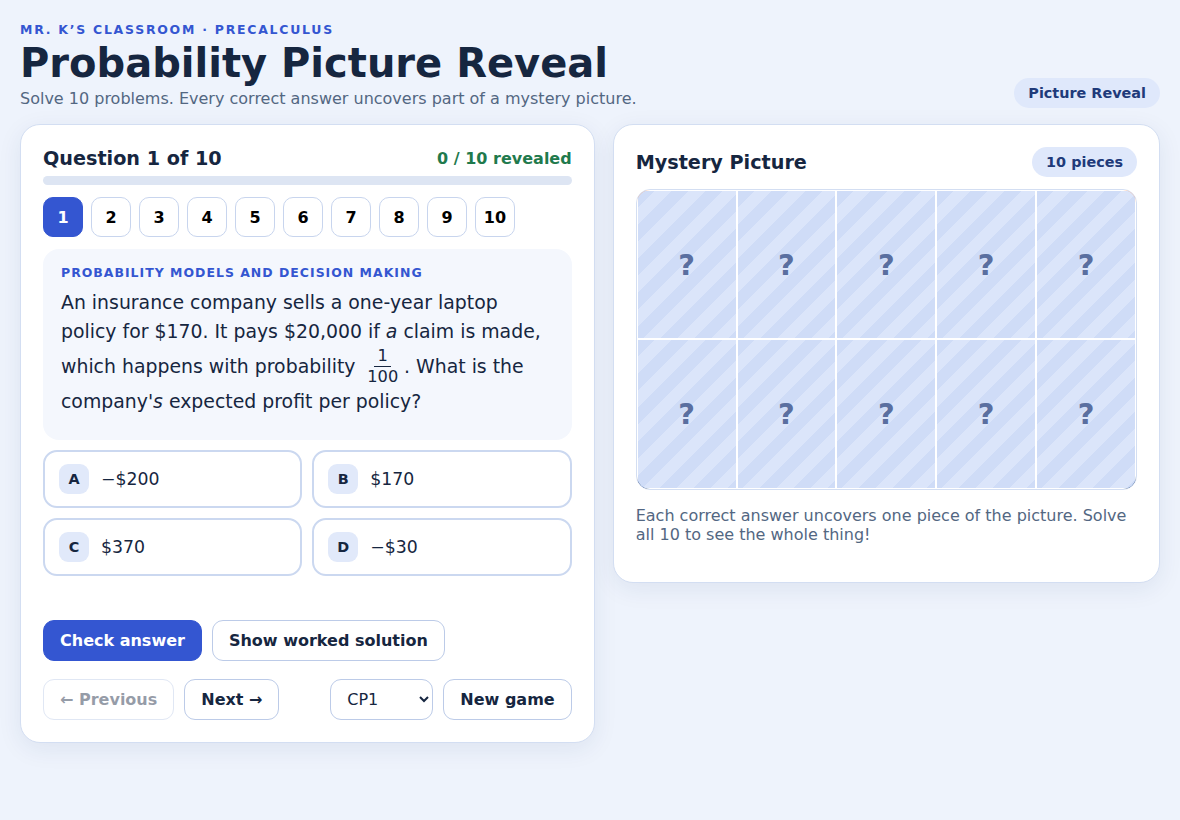 MR. K’S CLASSROOM · PRECALCULUS
Probability Picture Reveal
Solve 10 problems. Every correct answer uncovers part of a mystery picture.
Picture Reveal
Question 1 of 10
0 / 10 revealed
1 2 3 4 5 6 7 8 9 10
PROBABILITY MODELS AND DECISION MAKING
An insurance company sells a one-year laptop
policy for $170. It pays $20,000 if a claim is made,
which happens with probability 1/100. What is the
company's expected profit per policy?
A −$200
B $170
C $370
D −$30
Check answer
Show worked solution
← Previous
Next →
CP1
New game
Mystery Picture
10 pieces
? ? ? ? ?
? ? ? ? ?
Each correct answer uncovers one piece of the picture. Solve
all 10 to see the whole thing!